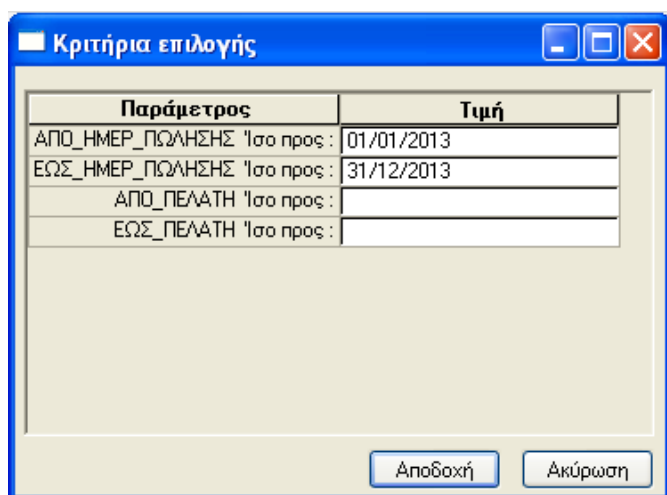 Κριτήρια επιλογής
Παράμετρος Τιμή
ΑΠΟ_ΗΜΕΡ_ΠΩΛΗΣΗΣ 'Ισο προς : 01/01/2013
ΕΩΣ_ΗΜΕΡ_ΠΩΛΗΣΗΣ 'Ισο προς : 31/12/2013
ΑΠΟ_ΠΕΛΑΤΗ 'Ισο προς :
ΕΩΣ_ΠΕΛΑΤΗ 'Ισο προς :
Αποδοχή Ακύρωση